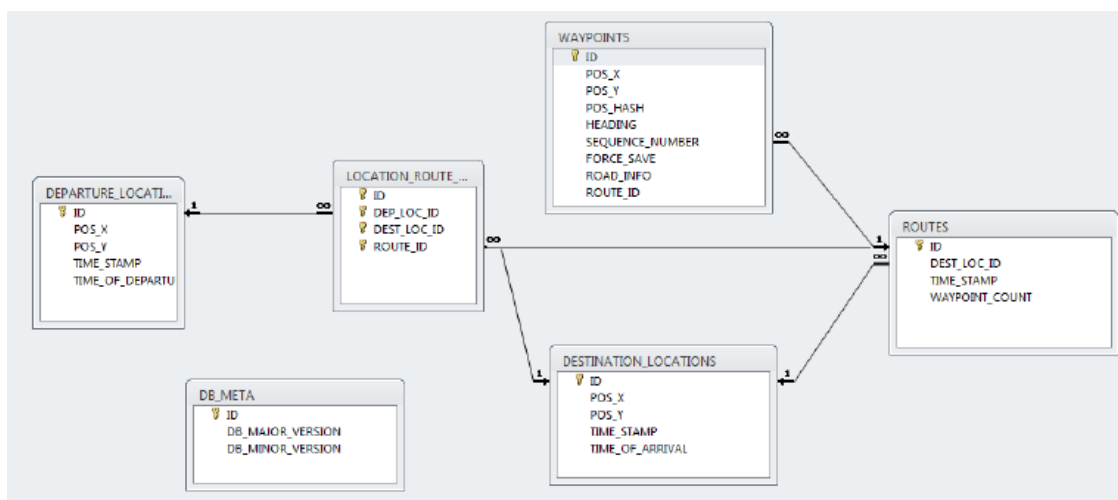 WAYPOINTS
ID
POS_X
POS_Y
POS_HASH
HEADING
SEQUENCE_NUMBER
FORCE_SAVE
ROAD_INFO
ROUTE_ID
DEPARTURE_LOCATI...
ID
POS_X
POS_Y
TIME_STAMP
TIME_OF_DEPARTU
1
∞
LOCATION_ROUTE_...
ID
DEP_LOC_ID
DEST_LOC_ID
ROUTE_ID
∞
∞
1
∞
ROUTES
ID
DEST_LOC_ID
TIME_STAMP
WAYPOINT_COUNT
1
DESTINATION_LOCATIONS
ID
POS_X
POS_Y
TIME_STAMP
TIME_OF_ARRIVAL
1
DB_META
ID
DB_MAJOR_VERSION
DB_MINOR_VERSION